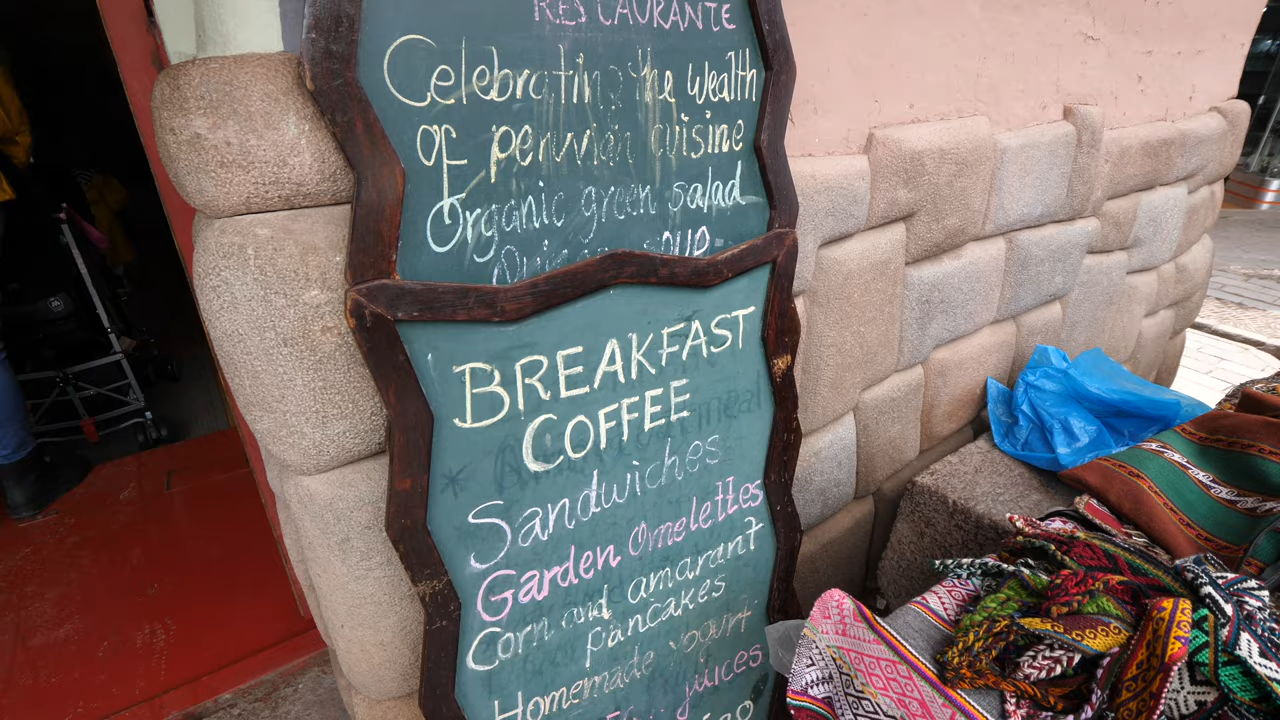 RESTAURANTE
Celebrating the wealth
of peruvian cuisine
Organic green salad
soup
BREAKFAST
COFFEE
Sandwiches
Garden Omelettes
Corn and amarant
pancakes
Homemade yogurt
juices